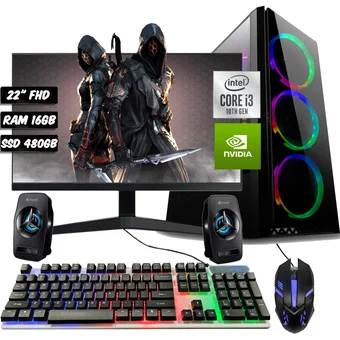 22" FHD
RAM 16GB
SSD 480GB
intel
CORE i3
10TH GEN
NVIDIA